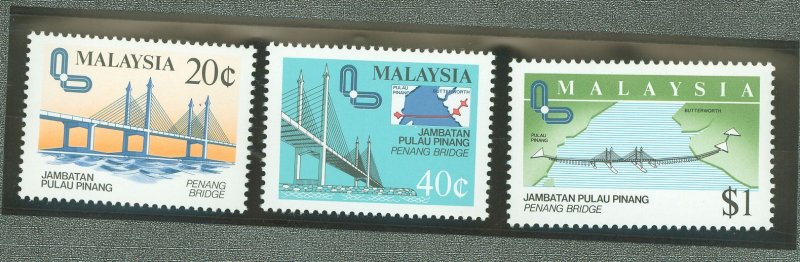 MALAYSIA 20¢
JAMBATAN
PULAU PINANG
PENANG
BRIDGE
MALAYSIA
PULAU
PINANG
BUTTERWORTH
JAMBATAN
PULAU PINANG
PENANG BRIDGE
40¢
MALAYSIA
BUTTERWORTH
PULAU
PINANG
JAMBATAN PULAU PINANG
PENANG BRIDGE
$1